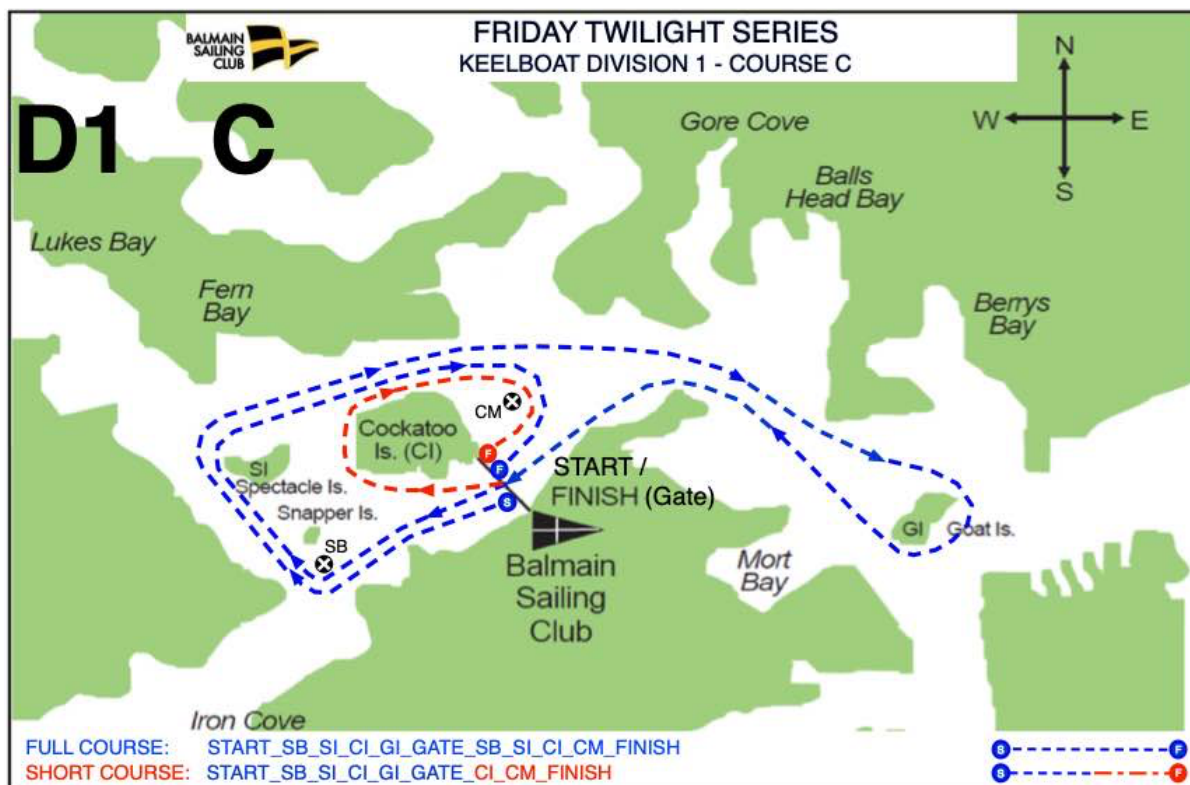 BALMAIN
SAILING
CLUB
FRIDAY TWILIGHT SERIES
KEELBOAT DIVISION 1 - COURSE C
D1 C
N
W E
S
Gore Cove
Balls
Head Bay
Lukes Bay
Fern
Bay
Berrys
Bay
CM
Cockatoo
Is. (CI)
F
F
S
START /
FINISH (Gate)
SI
Spectacle Is.
Snapper Is.
SB
GI
Goat Is.
Mort
Bay
Balmain
Sailing
Club
Iron Cove
FULL COURSE: START_SB_SI_CI_GI_GATE_SB_SI_CI_CM_FINISH
S F
SHORT COURSE: START_SB_SI_CI_GI_GATE_CI_CM_FINISH
S F